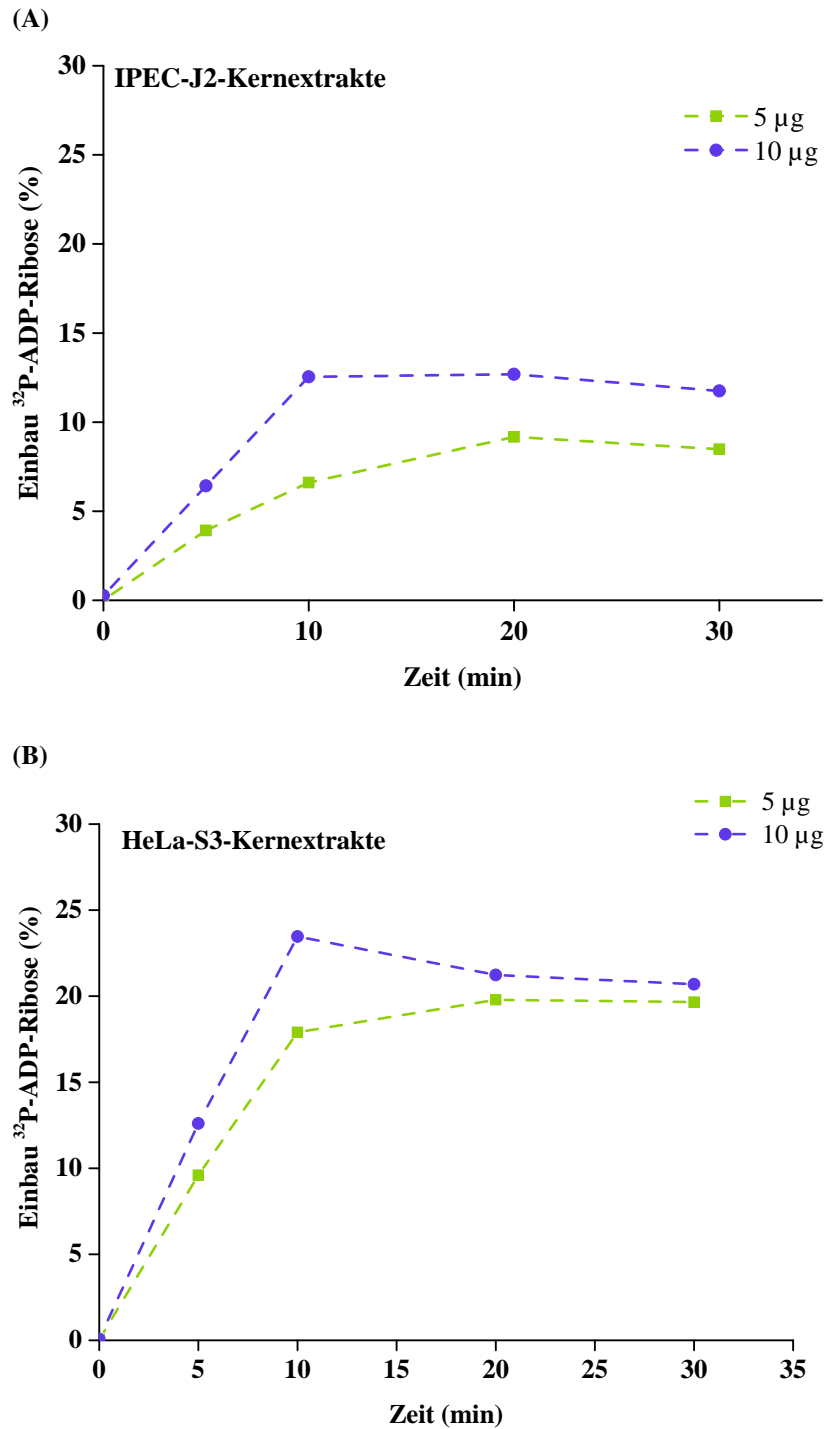 (A)
IPEC-J2-Kernextrakte
5 µg
10 µg
30
25
20
15
10
5
0
Einbau ³²P-ADP-Ribose (%)
0 10 20 30
Zeit (min)
(B)
HeLa-S3-Kernextrakte
5 µg
10 µg
30
25
20
15
10
5
0
Einbau ³²P-ADP-Ribose (%)
0 5 10 15 20 25 30 35
Zeit (min)